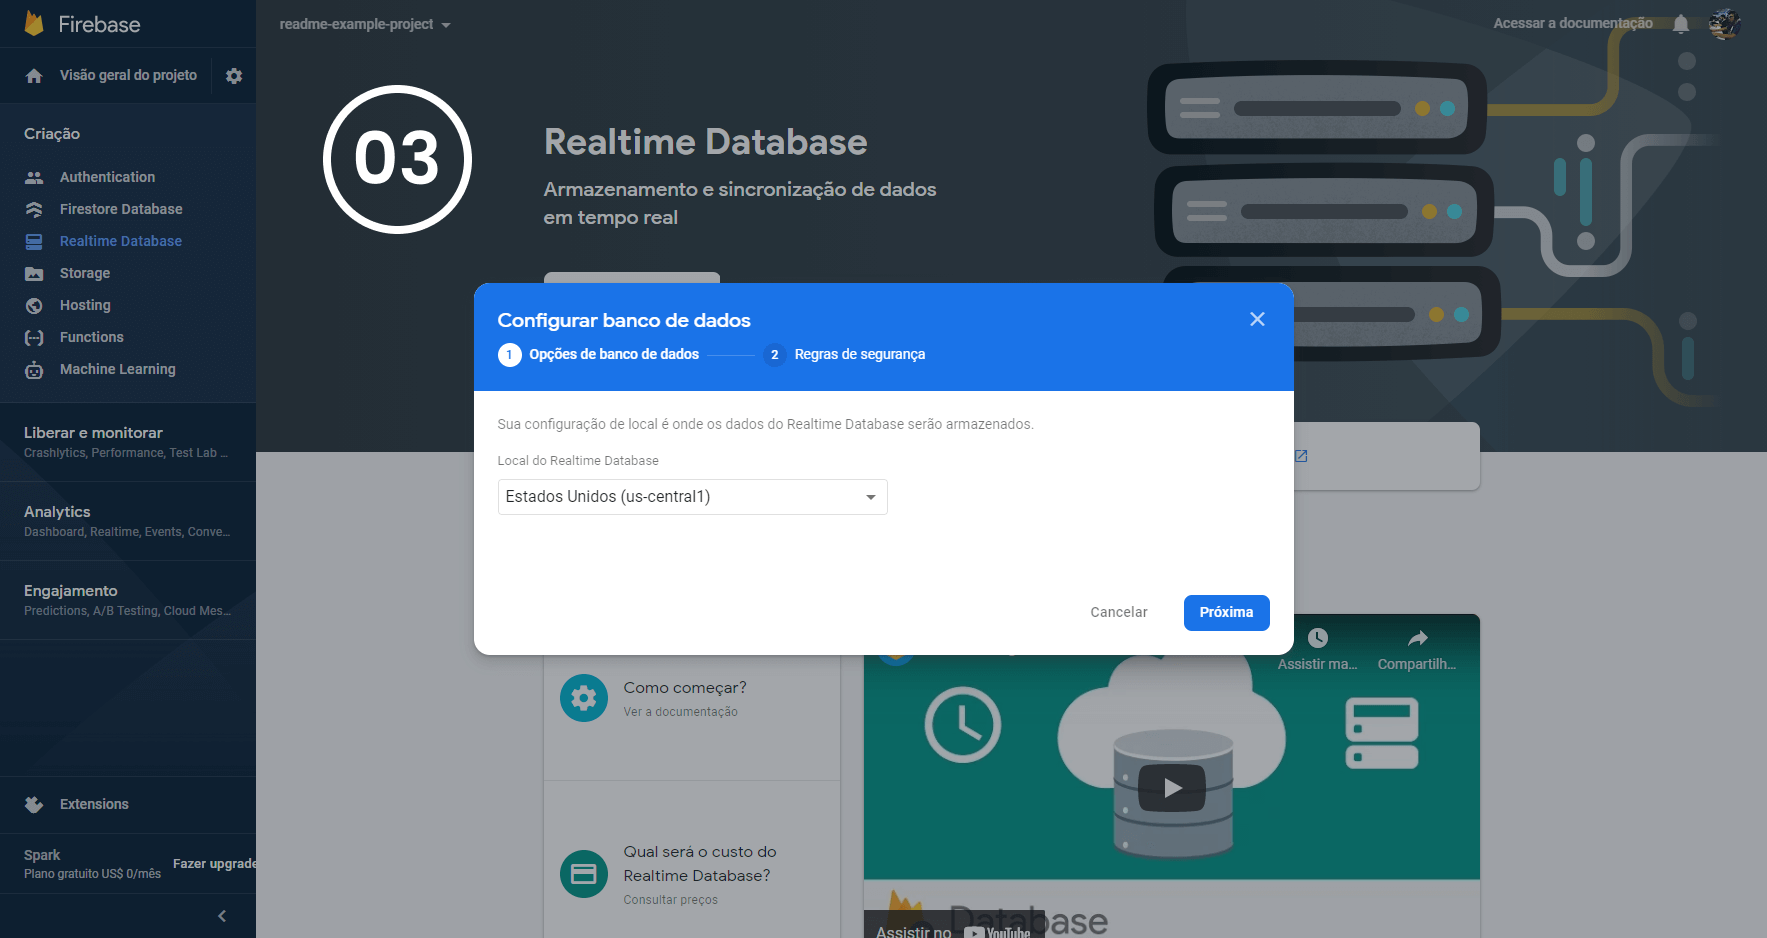 Firebase
Visão geral do projeto
Criação
Authentication
Firestore Database
Realtime Database
Storage
Hosting
Functions
Machine Learning
Liberar e monitorar
Crashlytics, Performance, Test Lab ...
Analytics
Dashboard, Realtime, Events, Conve...
Engajamento
Predictions, A/B Testing, Cloud Mes...
Extensions
Spark
Plano gratuito US$ 0/mês
Fazer upgrade
readme-example-project
Acessar a documentação
03
Realtime Database
Armazenamento e sincronização de dados
em tempo real
Configurar banco de dados
1 Opções de banco de dados
2 Regras de segurança
Sua configuração de local é onde os dados do Realtime Database serão armazenados.
Local do Realtime Database
Estados Unidos (us-central1)
Cancelar
Próxima
Como começar?
Ver a documentação
Qual será o custo do
Realtime Database?
Consultar preços
Assistir ma...
Compartilh...
Database
Assistir no YouTube